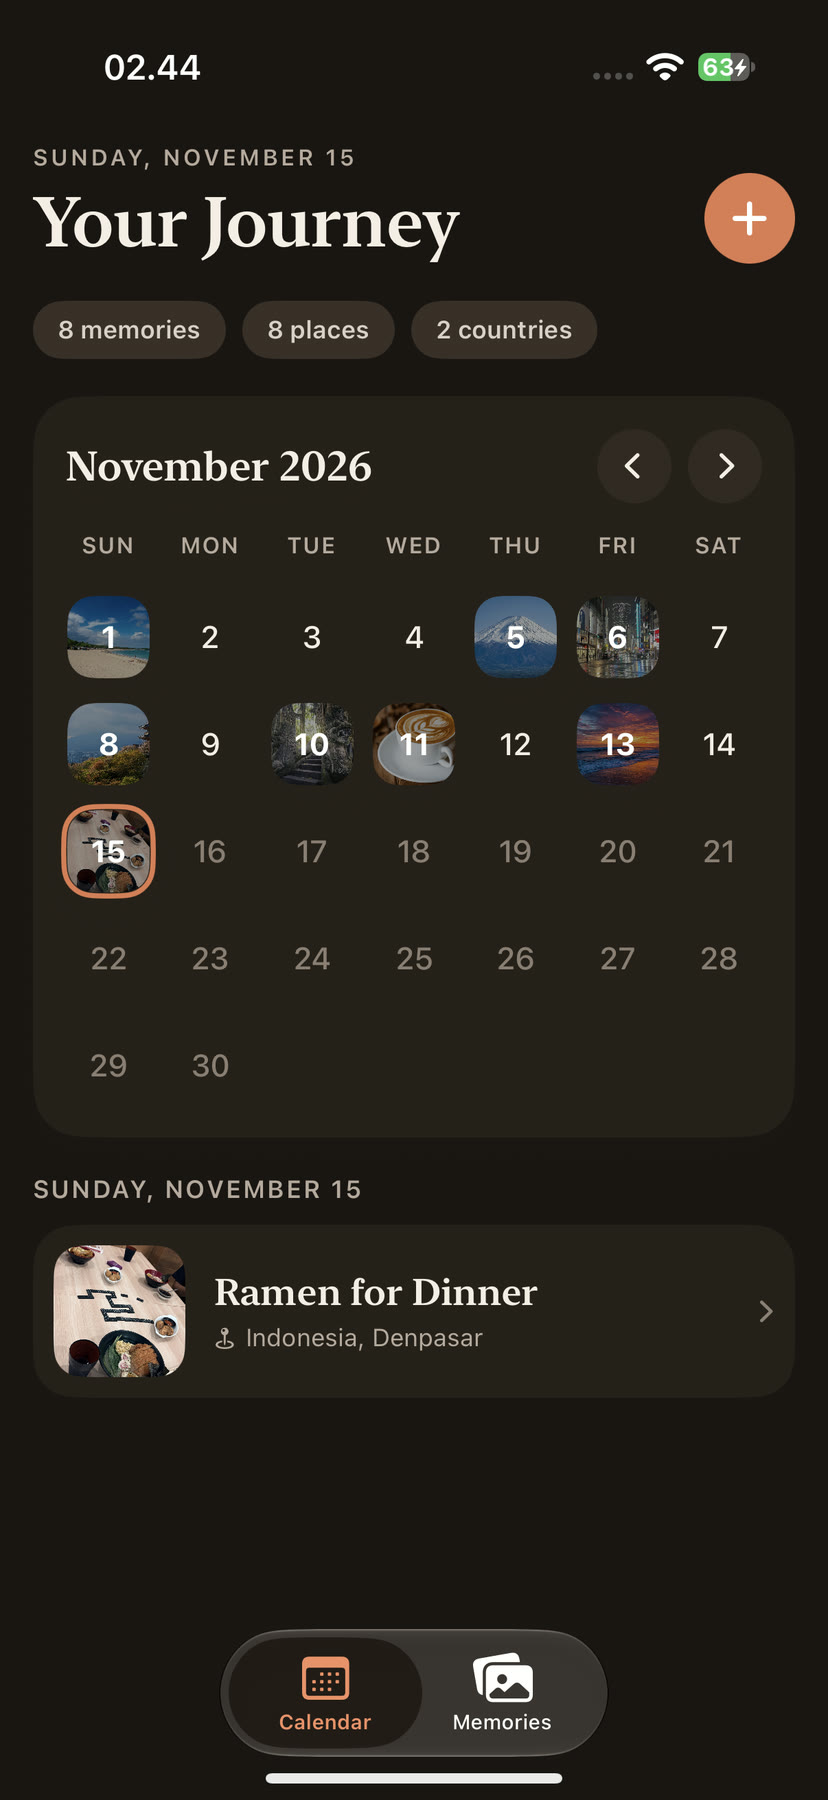 02.44
63
SUNDAY, NOVEMBER 15
Your Journey
8 memories 8 places 2 countries
November 2026
SUN MON TUE WED THU FRI SAT
1 2 3 4 5 6 7
8 9 10 11 12 13 14
15 16 17 18 19 20 21
22 23 24 25 26 27 28
29 30
SUNDAY, NOVEMBER 15
Ramen for Dinner
Indonesia, Denpasar
Calendar Memories